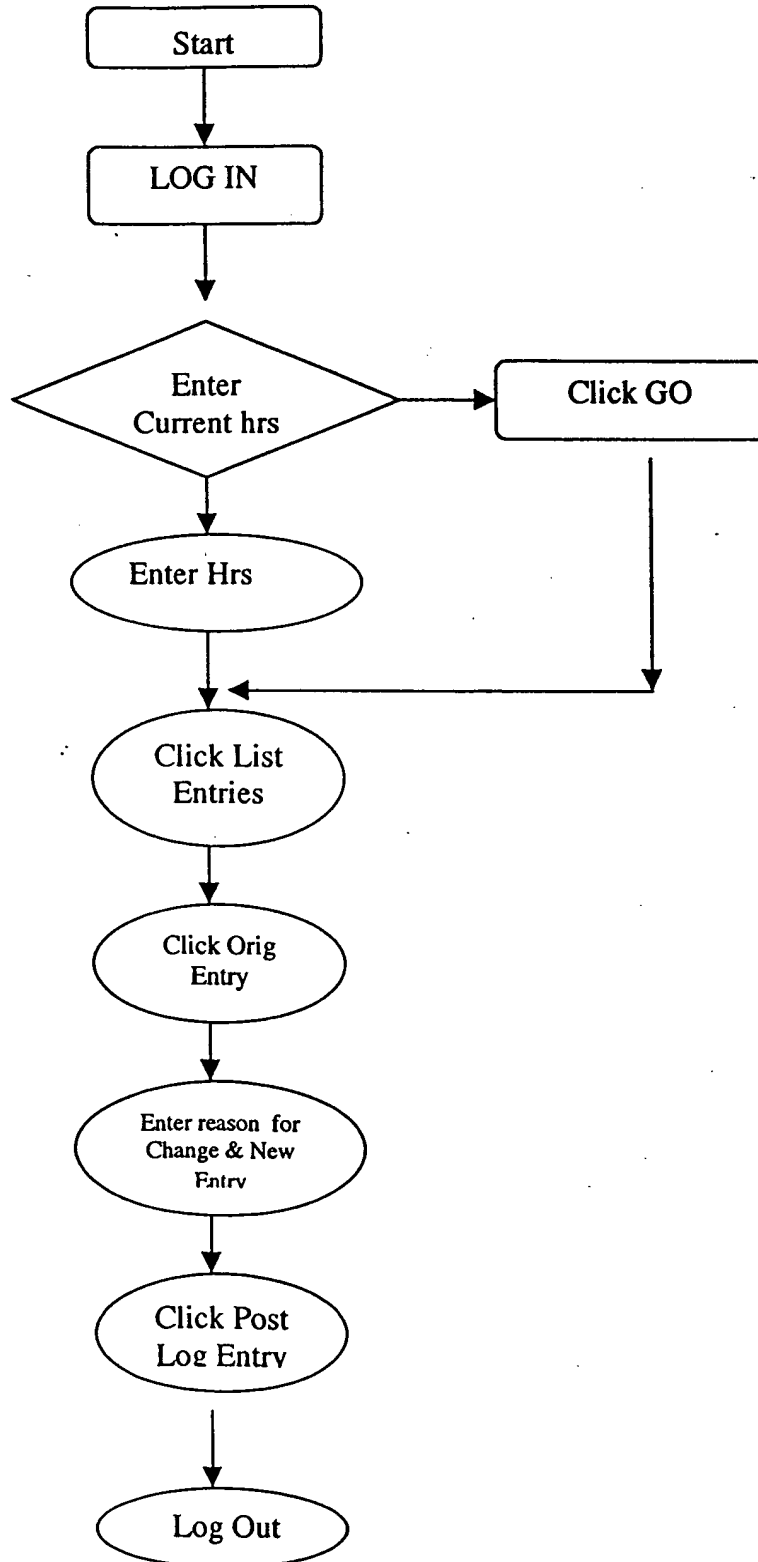 Start
LOG IN
Enter
Current hrs
Click GO
Enter Hrs
Click List
Entries
Click Orig
Entry
Enter reason for
Change & New
Entry
Click Post
Log Entry
Log Out